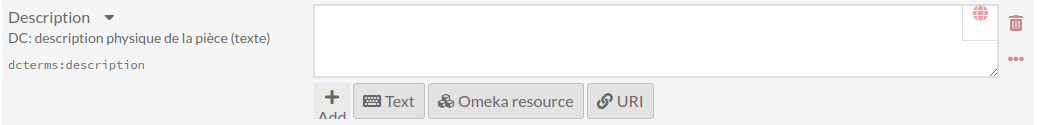 Description
DC: description physique de la pièce (texte)
dcterms:description
Add Text Omeka resource URI